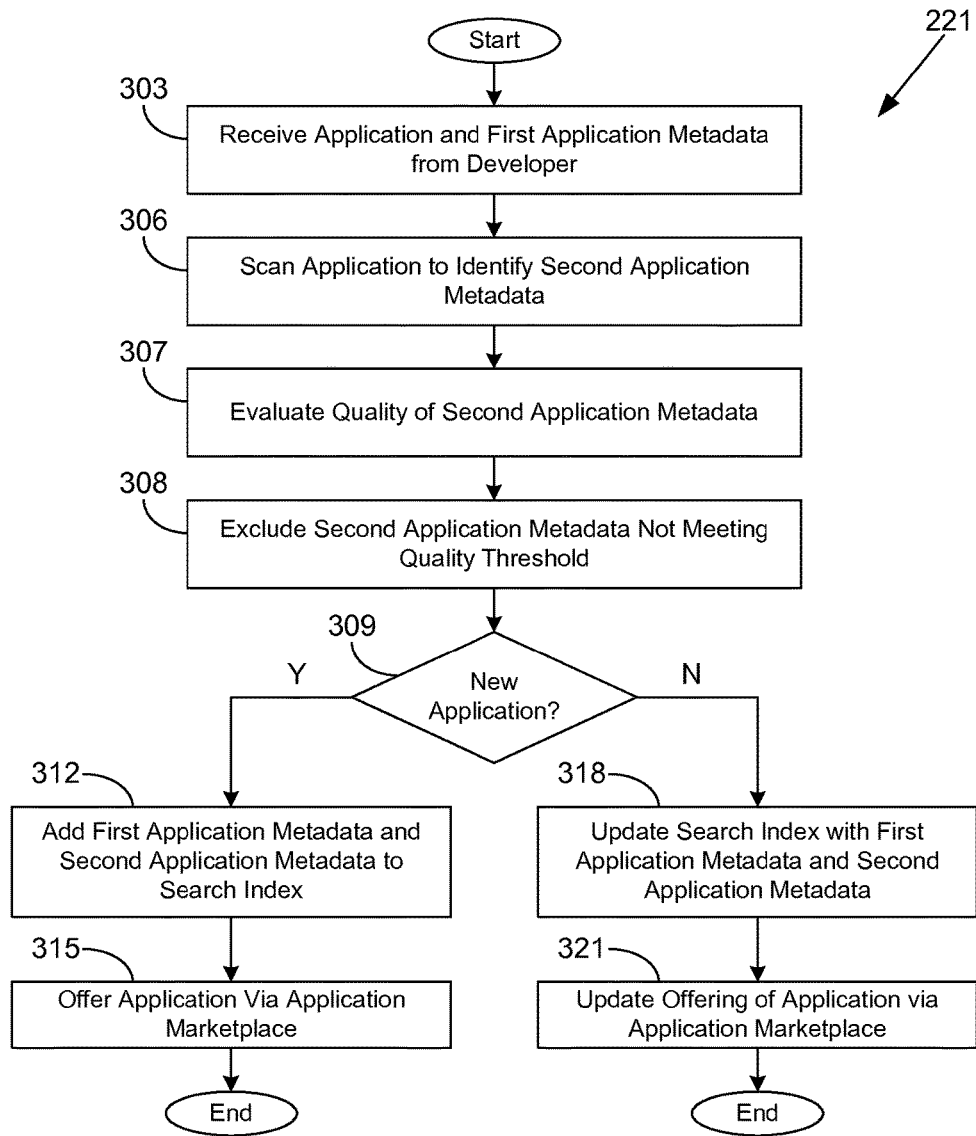 221
Start
303
Receive Application and First Application Metadata
from Developer
306
Scan Application to Identify Second Application
Metadata
307
Evaluate Quality of Second Application Metadata
308
Exclude Second Application Metadata Not Meeting
Quality Threshold
309
New
Application?
Y
N
312
Add First Application Metadata and
Second Application Metadata to
Search Index
318
Update Search Index with First
Application Metadata and Second
Application Metadata
315
Offer Application Via Application
Marketplace
321
Update Offering of Application via
Application Marketplace
End
End